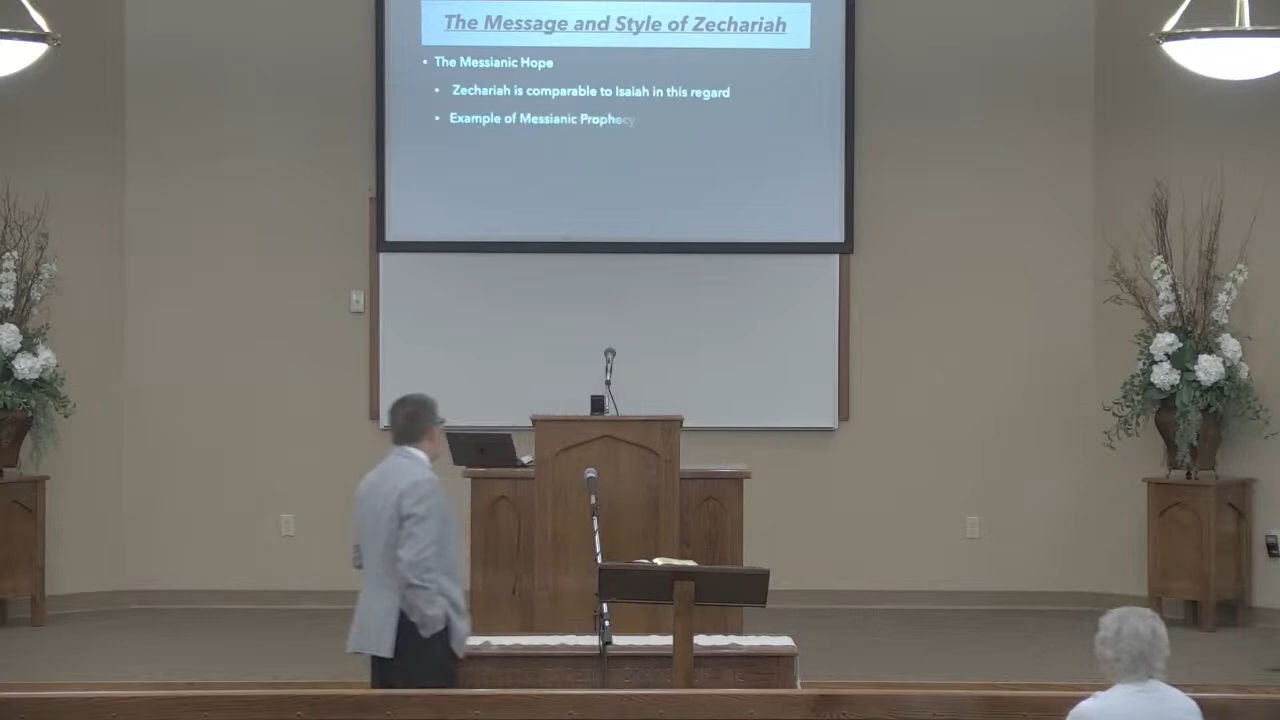 The Message and Style of Zechariah
• The Messianic Hope
• Zechariah is comparable to Isaiah in this regard
• Example of Messianic Prophecy